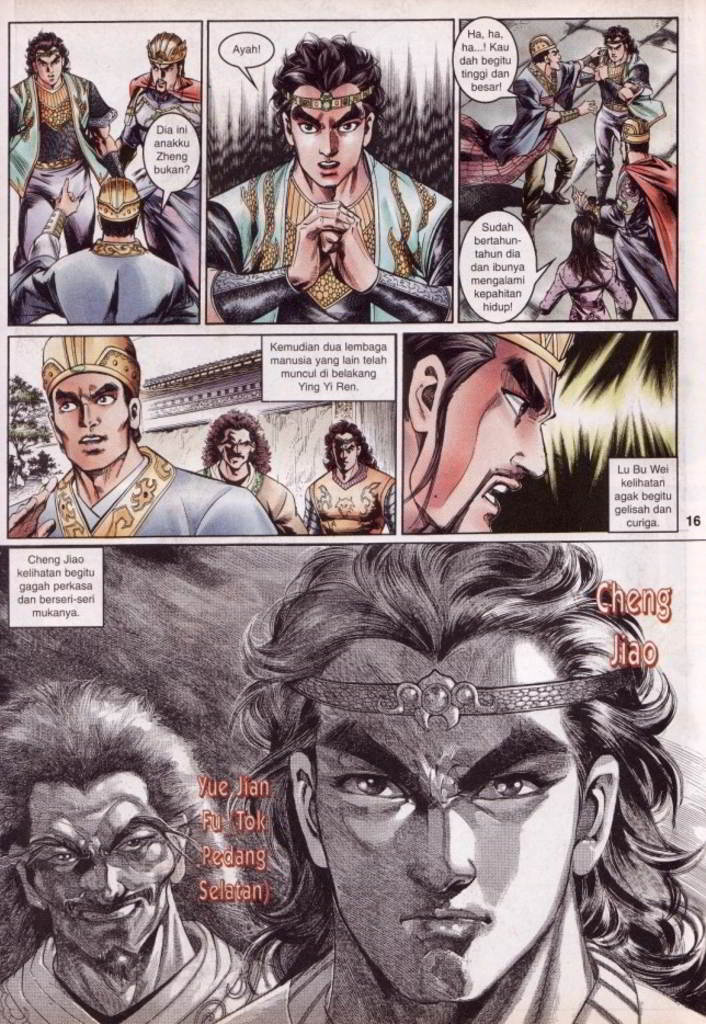 Dia ini
anakku
Zheng
bukan?
Ayah!
Ha, ha,
ha...! Kau
dah begitu
tinggi dan
besar!
Sudah
bertahun-
tahun dia
dan ibunya
mengalami
kepahitan
hidup!
Kemudian dua lembaga
manusia yang lain telah
muncul di belakang
Ying Yi Ren.
Lu Bu Wei
kelihatan
agak begitu
gelisah dan
curiga.
16
Cheng Jiao
kelihatan begitu
gagah perkasa
dan berseri-seri
mukanya.
Cheng
Jiao
Yue Jian
Fu (Tok
Pedang
Selatan)